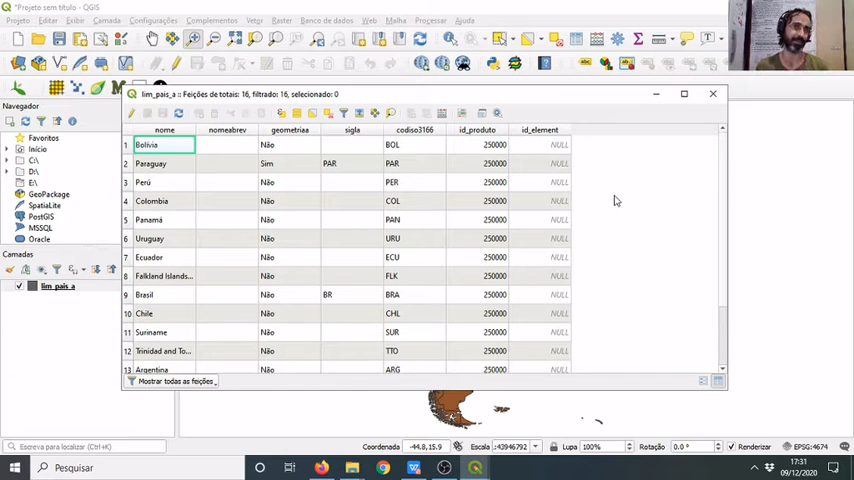 *Projeto sem título - QGIS
Projeto Editar Exibir Camada Configurações Complementos Vetor Raster Banco de dados Web Malha Processar Ajuda
lim_pais_a :: Feições de totais: 16, filtrado: 16, selecionado: 0
Navegador
Favoritos
Início
C:\
D:\
E:\
GeoPackage
SpatiaLite
PostGIS
MSSQL
Oracle
Camadas
lim_pais_a
nome nomeabrev geometriaa sigla codiso3166 id_produto id_element
1 Bolívia Não BOL 250000 NULL
2 Paraguay Sim PAR PAR 250000 NULL
3 Perú Não PER 250000 NULL
4 Colombia Não COL 250000 NULL
5 Panamá Não PAN 250000 NULL
6 Uruguay Não URU 250000 NULL
7 Ecuador Não ECU 250000 NULL
8 Falkland Islands... Não FLK 250000 NULL
9 Brasil Não BR BRA 250000 NULL
10 Chile Não CHL 250000 NULL
11 Suriname Não SUR 250000 NULL
12 Trinidad and To... Não TTO 250000 NULL
13 Argentina Não ARG 250000 NULL
Mostrar todas as feições
Escreva para localizar (Ctrl+K)
Coordenada -44.8,15.9 Escala :43946792 Lupa 100% Rotação 0.0 ° Renderizar EPSG:4674
Pesquisar
17:31
09/12/2020